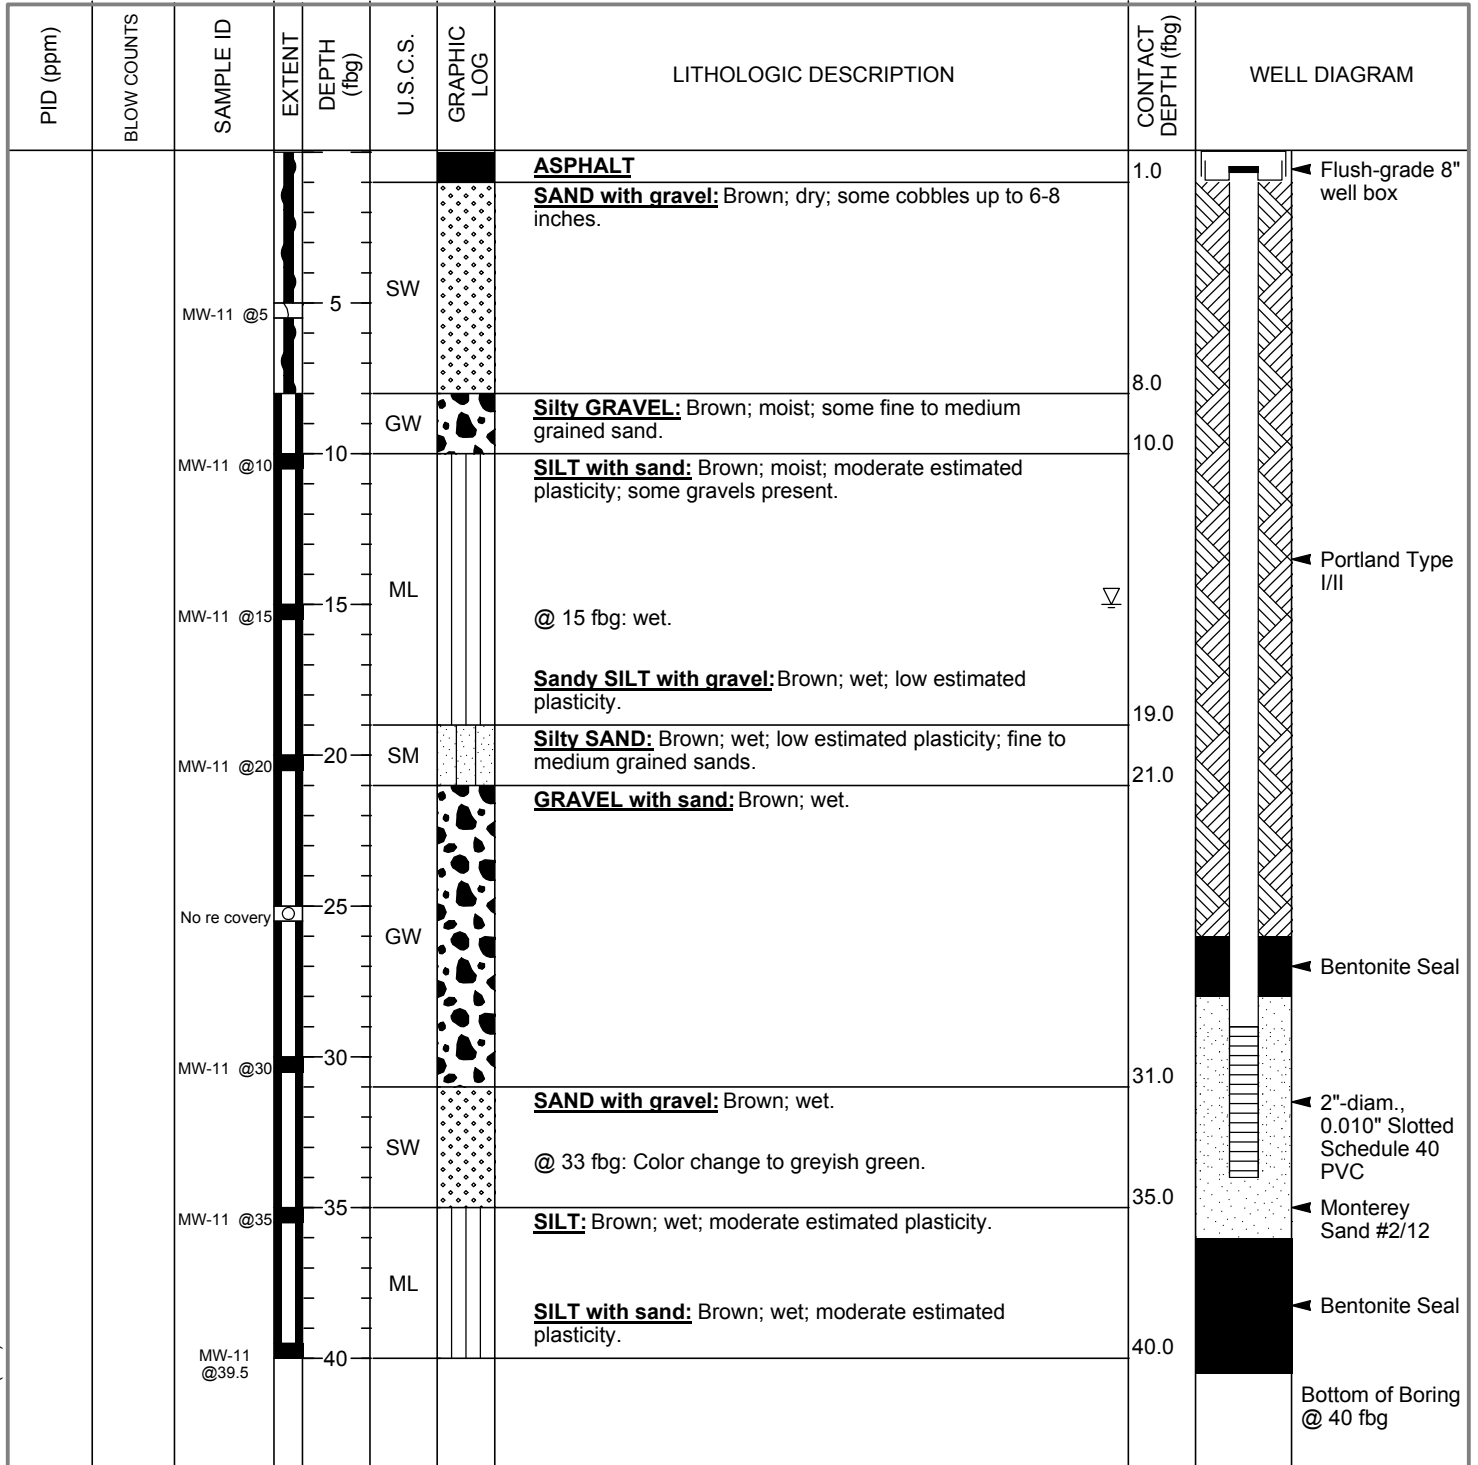 PID (ppm)
BLOW COUNTS
SAMPLE ID
EXTENT
DEPTH
(fbg)
U.S.C.S.
GRAPHIC
LOG
LITHOLOGIC DESCRIPTION
CONTACT
DEPTH (fbg)
WELL DIAGRAM
ASPHALT
1.0
Flush-grade 8"
well box
SAND with gravel: Brown; dry; some cobbles up to 6-8
inches.
SW
5
MW-11 @5
8.0
Silty GRAVEL: Brown; moist; some fine to medium
grained sand.
GW
10.0
10
MW-11 @10
SILT with sand: Brown; moist; moderate estimated
plasticity; some gravels present.
Portland Type
I/II
ML
15
MW-11 @15
@ 15 fbg: wet.
Sandy SILT with gravel: Brown; wet; low estimated
plasticity.
19.0
Silty SAND: Brown; wet; low estimated plasticity; fine to
medium grained sands.
SM
20
MW-11 @20
21.0
GRAVEL with sand: Brown; wet.
25
No re covery
GW
Bentonite Seal
30
MW-11 @30
31.0
SAND with gravel: Brown; wet.
2"-diam.,
0.010" Slotted
Schedule 40
PVC
SW
@ 33 fbg: Color change to greyish green.
35.0
35
MW-11 @35
Monterey
Sand #2/12
SILT: Brown; wet; moderate estimated plasticity.
ML
Bentonite Seal
SILT with sand: Brown; wet; moderate estimated
plasticity.
40.0
40
MW-11
@39.5
Bottom of Boring
@ 40 fbg